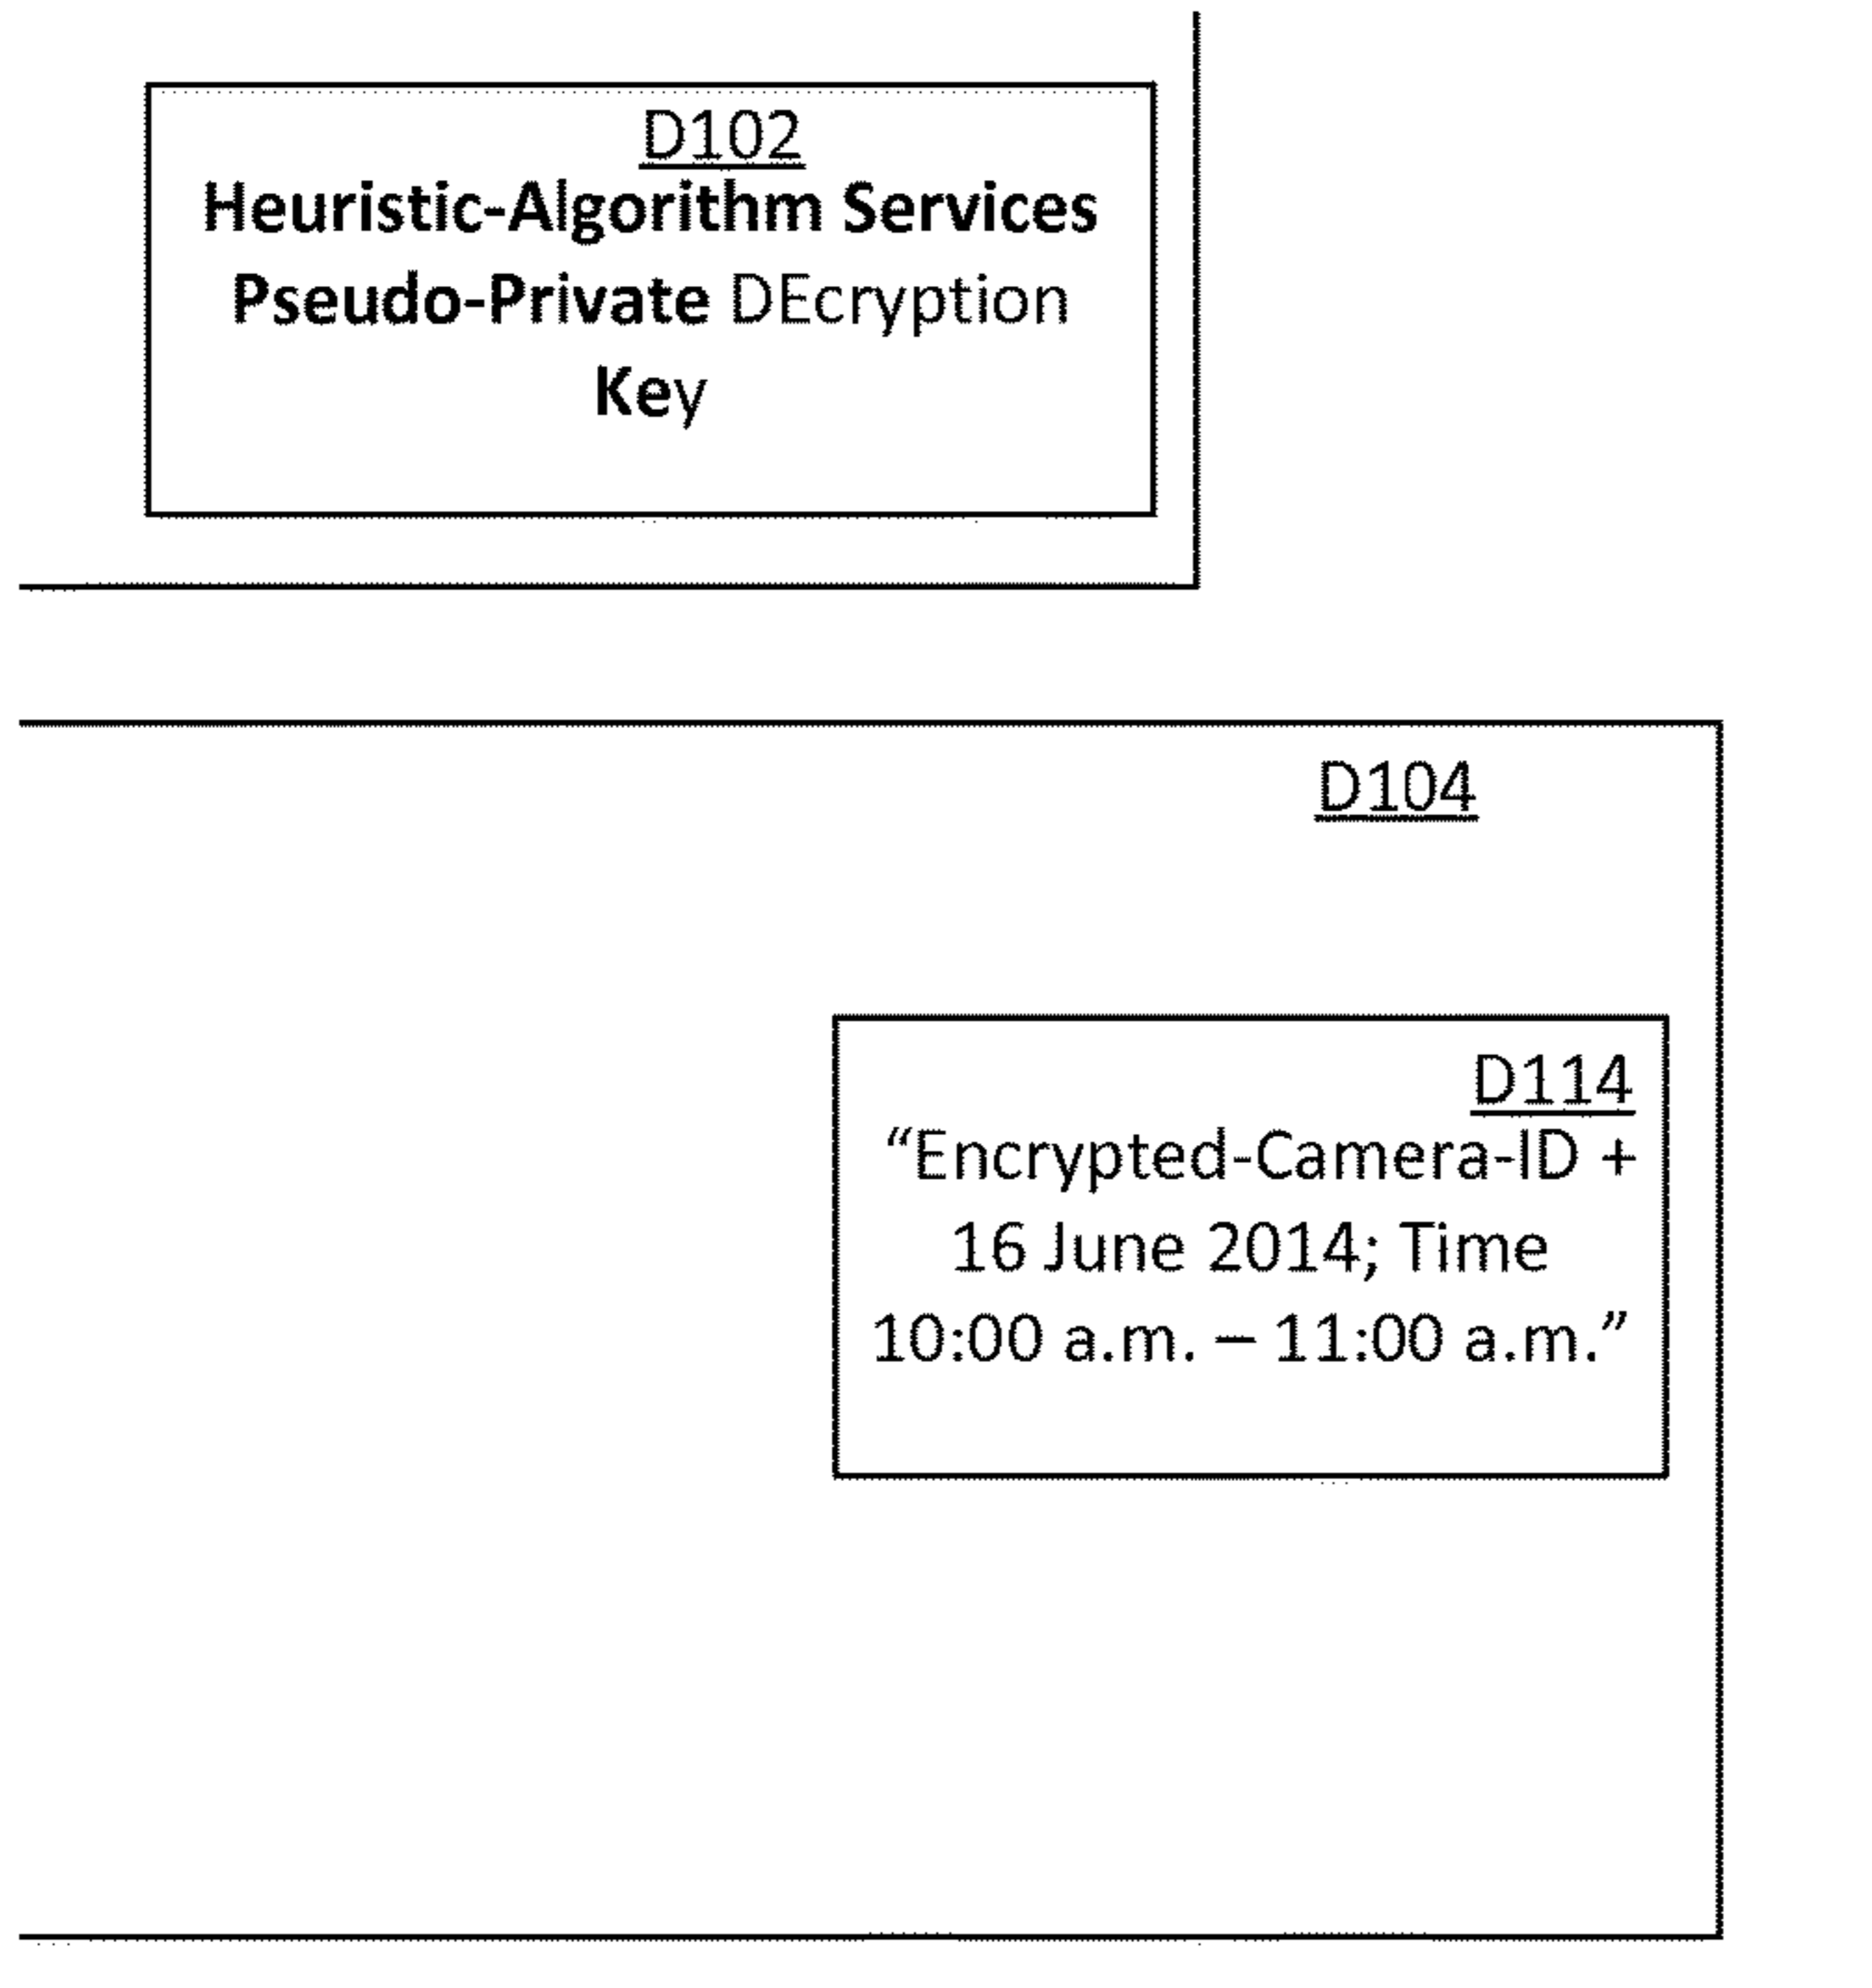 D102
Heuristic-Algorithm Services
Pseudo-Private DEcryption
Key
D104
D114
“Encrypted-Camera-ID +
16 June 2014; Time
10:00 a.m. – 11:00 a.m.”